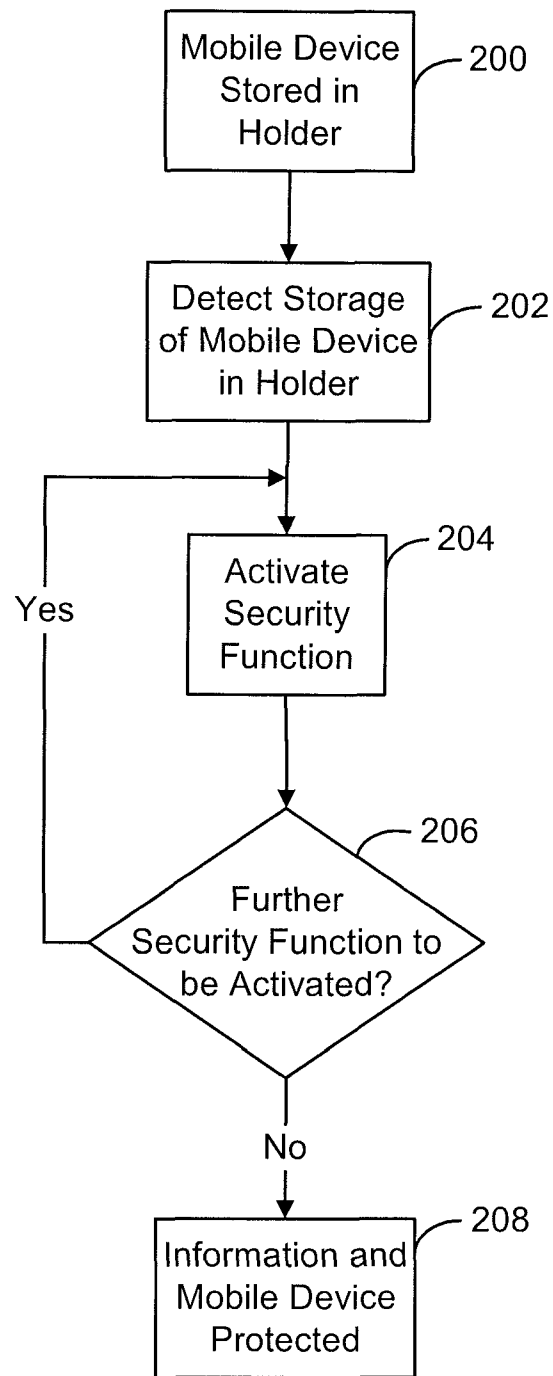 Mobile Device
Stored in
Holder
200
Detect Storage
of Mobile Device
in Holder
202
Activate
Security
Function
204
Yes
Further
Security Function to
be Activated?
206
No
Information and
Mobile Device
Protected
208